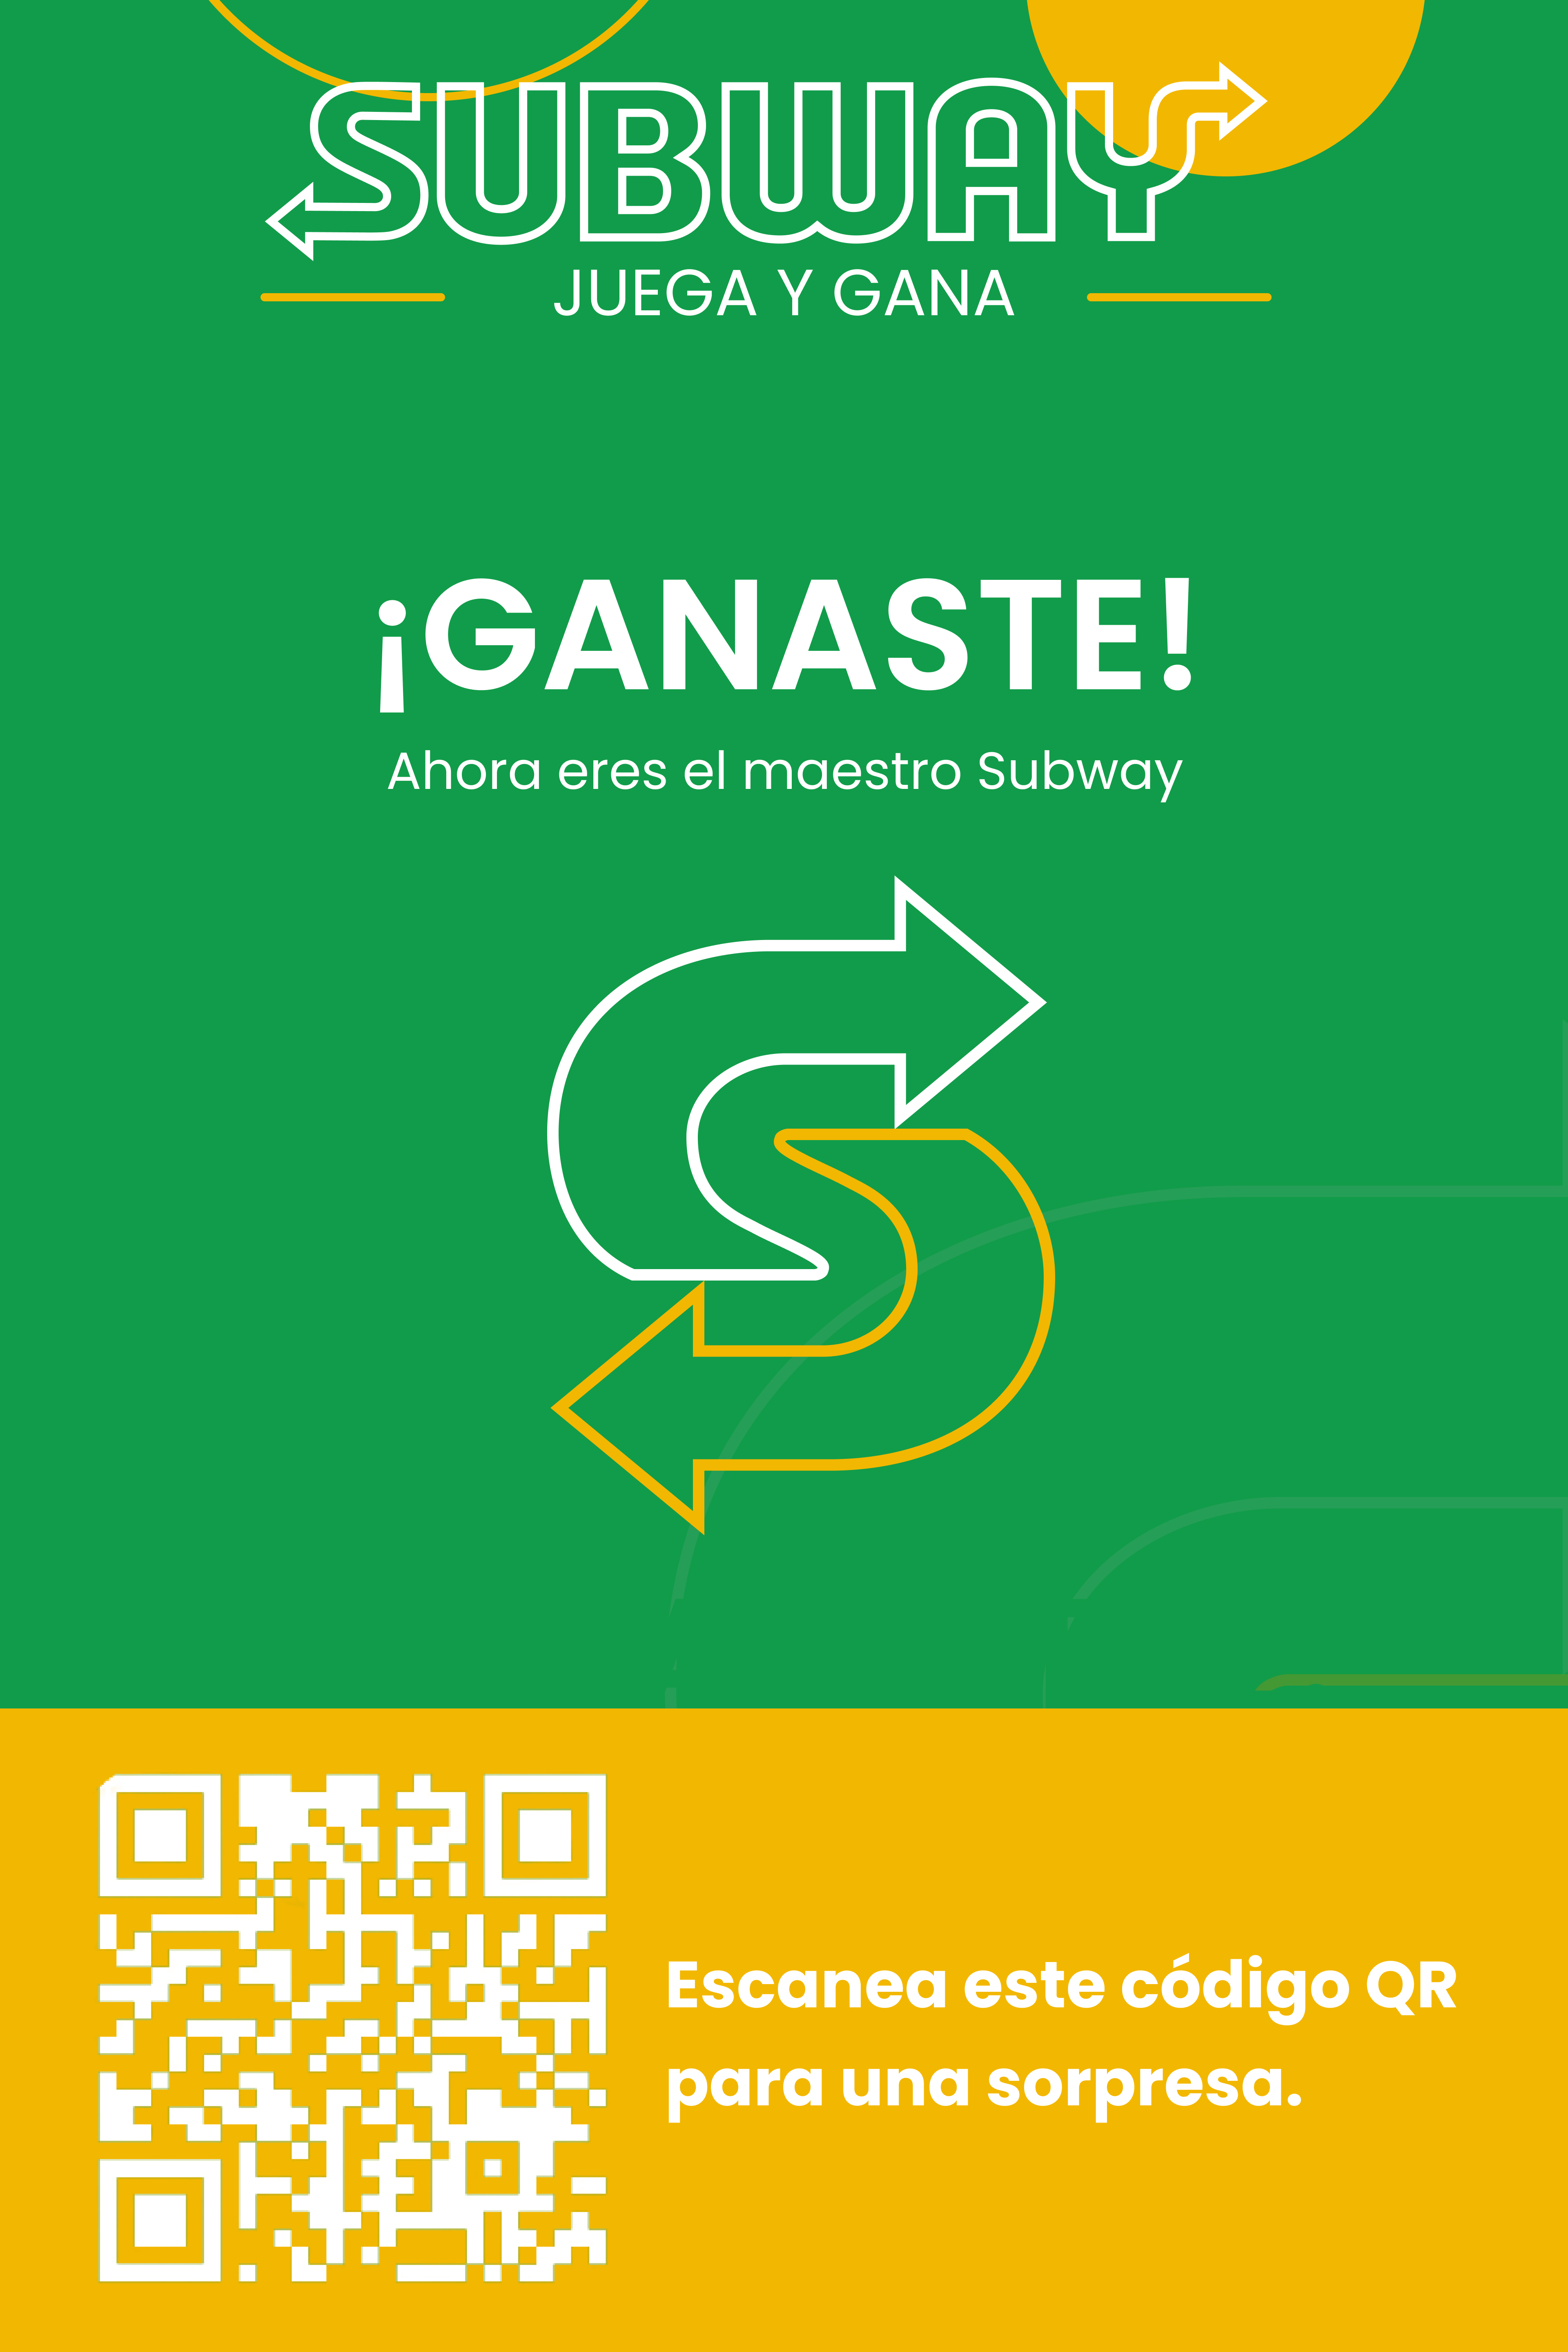 SUBWAY
JUEGA Y GANA
¡GANASTE!
Ahora eres el maestro Subway
Escanea este código QR
para una sorpresa.